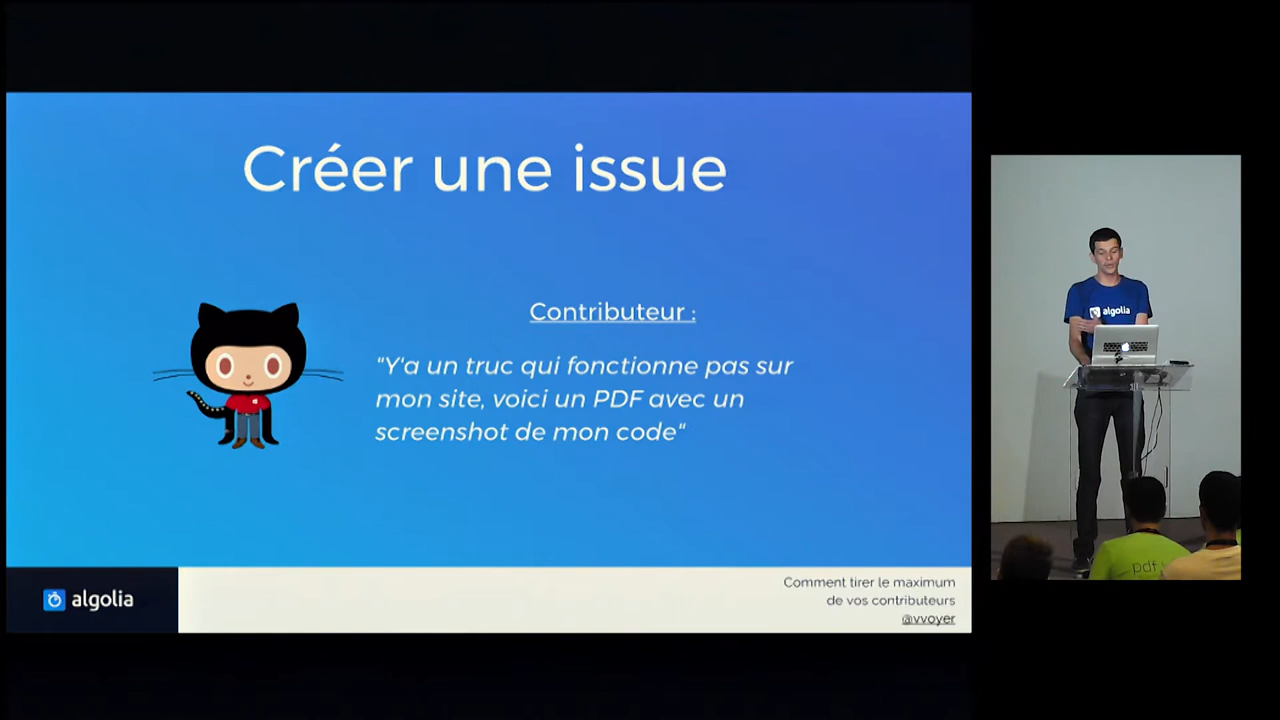 Créer une issue
Contributeur :
"Y'a un truc qui fonctionne pas sur
mon site, voici un PDF avec un
screenshot de mon code"
algolia
Comment tirer le maximum
de vos contributeurs
@vvoyer
algolia
pdf